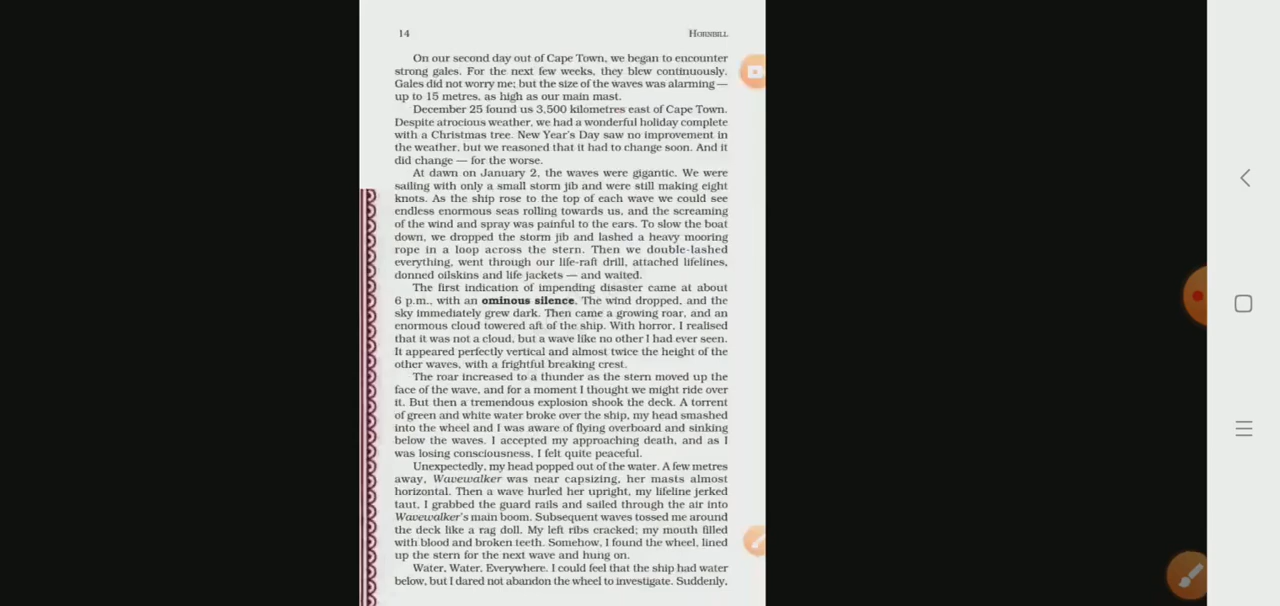 14 HORNBILL
On our second day out of Cape Town, we began to encounter
strong gales. For the next few weeks, they blew continuously.
Gales did not worry me; but the size of the waves was alarming —
up to 15 metres, as high as our main mast.
December 25 found us 3,500 kilometres east of Cape Town.
Despite atrocious weather, we had a wonderful holiday complete
with a Christmas tree. New Year's Day saw no improvement in
the weather, but we reasoned that it had to change soon. And it
did change — for the worse.
At dawn on January 2, the waves were gigantic. We were
sailing with only a small storm jib and were still making eight
knots. As the ship rose to the top of each wave we could see
endless enormous seas rolling towards us, and the screaming
of the wind and spray was painful to the ears. To slow the boat
down, we dropped the storm jib and lashed a heavy mooring
rope in a loop across the stern. Then we double-lashed
everything, went through our life-raft drill, attached lifelines,
donned oilskins and life jackets — and waited.
The first indication of impending disaster came at about
6 p.m., with an ominous silence. The wind dropped, and the
sky immediately grew dark. Then came a growing roar, and an
enormous cloud towered aft of the ship. With horror, I realised
that it was not a cloud, but a wave like no other I had ever seen.
It appeared perfectly vertical and almost twice the height of the
other waves, with a frightful breaking crest.
The roar increased to a thunder as the stern moved up the
face of the wave, and for a moment I thought we might ride over
it. But then a tremendous explosion shook the deck. A torrent
of green and white water broke over the ship, my head smashed
into the wheel and I was aware of flying overboard and sinking
below the waves. I accepted my approaching death, and as I
was losing consciousness, I felt quite peaceful.
Unexpectedly, my head popped out of the water. A few metres
away, Wavewalker was near capsizing, her masts almost
horizontal. Then a wave hurled her upright, my lifeline jerked
taut, I grabbed the guard rails and sailed through the air into
Wavewalker's main boom. Subsequent waves tossed me around
the deck like a rag doll. My left ribs cracked; my mouth filled
with blood and broken teeth. Somehow, I found the wheel, lined
up the stern for the next wave and hung on.
Water, Water, Everywhere. I could feel that the ship had water
below, but I dared not abandon the wheel to investigate. Suddenly,